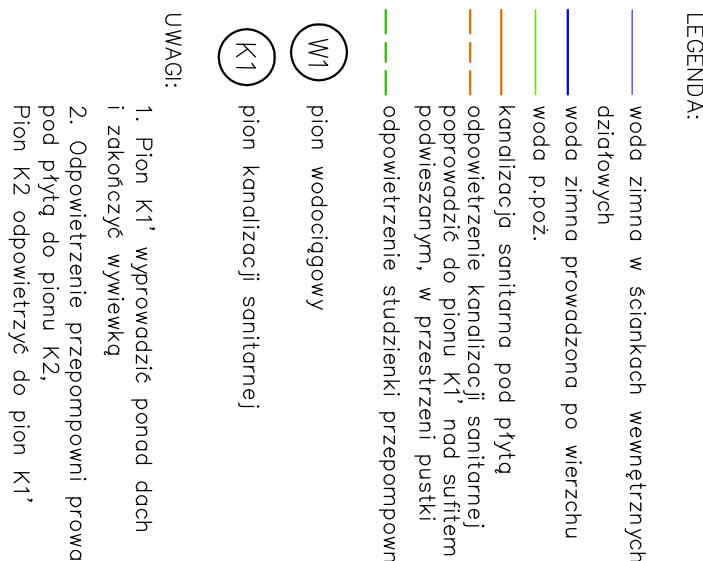 LEGENDA:
woda zimna w ściankach wewnętrznych
działowych
woda zimna prowadzona po wierzchu
woda p.poż.
kanalizacja sanitarna pod płytą
odpowietrzenie kanalizacji sanitarnej
poprowadzić do pionu K1' nad sufitem
podwieszanym, w przestrzeni pustki
odpowietrzenie studzienki przepompown
W1 pion wodociągowy
K1 pion kanalizacji sanitarnej
UWAGI:
1. Pion K1' wyprowadzić ponad dach
i zakończyć wywiewką
2. Odpowietrzenie przepompowni prowa
pod płytą do pionu K2,
Pion K2 odpowietrzyć do pion K1'